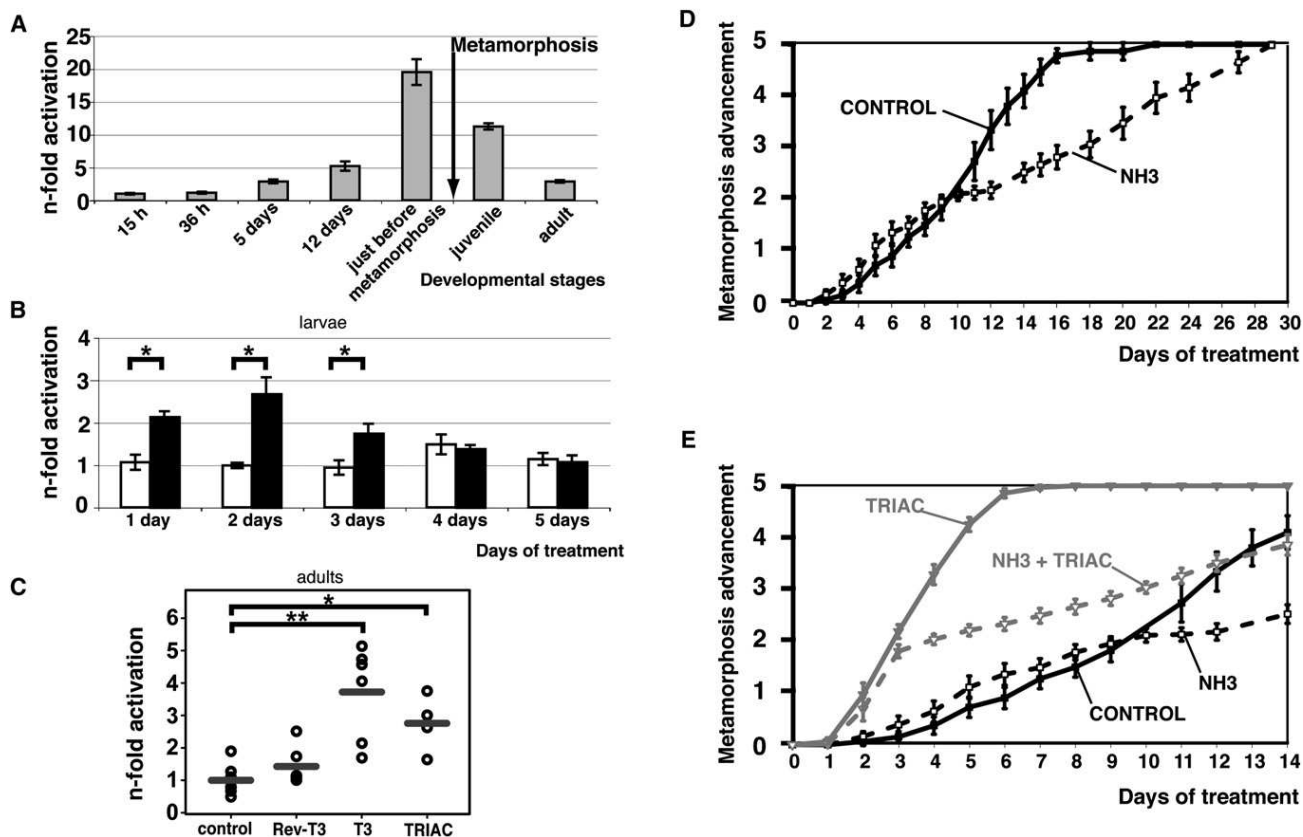 A
n-fold activation
25
20
15
10
5
0
Metamorphosis
15 h
36 h
5 days
12 days
just before
metamorphosis
juvenile
adult
Developmental stages
B
larvae
n-fold activation
4
3
2
1
0
*
*
*
1 day
2 days
3 days
4 days
5 days
Days of treatment
C
adults
n-fold activation
6
5
4
3
2
1
0
*
**
control
Rev-T3
T3
TRIAC
D
Metamorphosis advancement
5
4
3
2
1
0
CONTROL
NH3
0 2 4 6 8 10 12 14 16 18 20 22 24 26 28 30
Days of treatment
E
Metamorphosis advancement
5
4
3
2
1
0
TRIAC
NH3 + TRIAC
NH3
CONTROL
0 1 2 3 4 5 6 7 8 9 10 11 12 13 14
Days of treatment